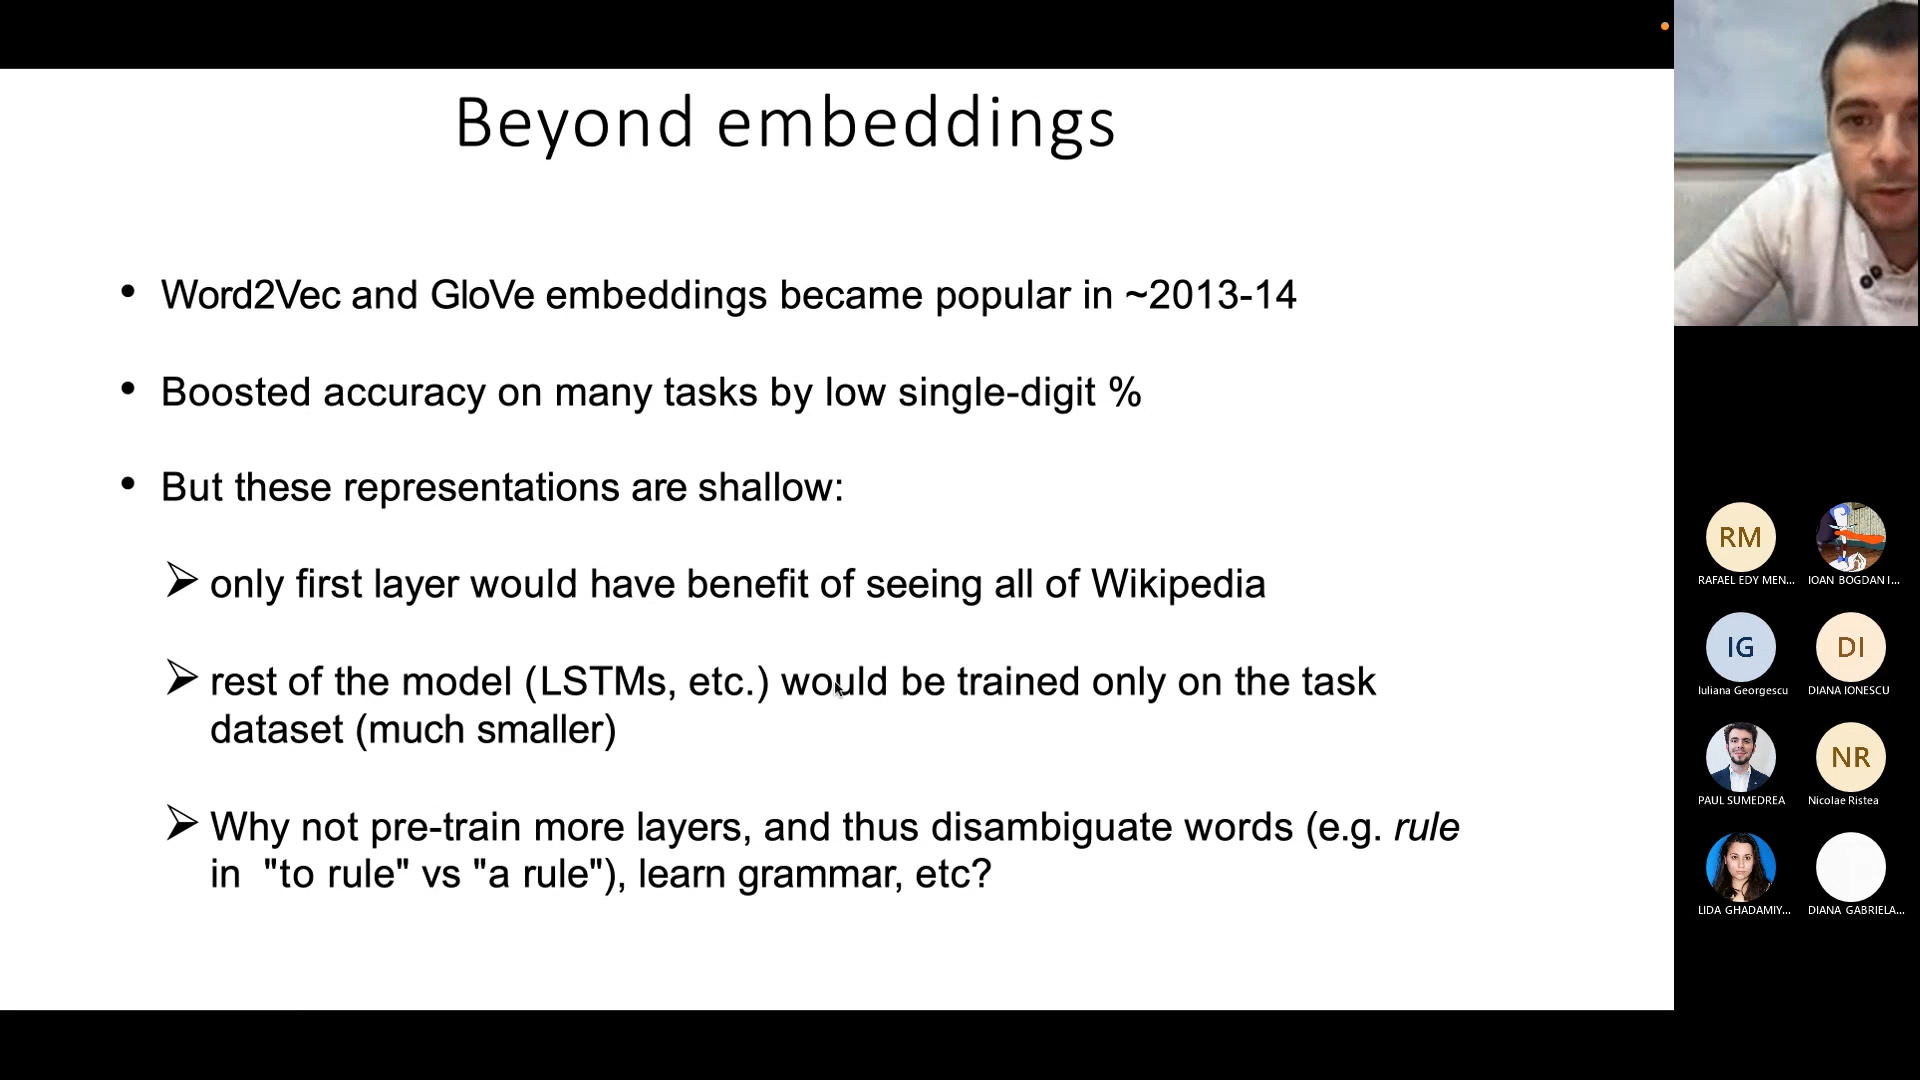 Beyond embeddings
• Word2Vec and GloVe embeddings became popular in ~2013-14
• Boosted accuracy on many tasks by low single-digit %
• But these representations are shallow:
➢ only first layer would have benefit of seeing all of Wikipedia
➢ rest of the model (LSTMs, etc.) would be trained only on the task
dataset (much smaller)
➢ Why not pre-train more layers, and thus disambiguate words (e.g. rule
in "to rule" vs "a rule"), learn grammar, etc?
RM
RAFAEL EDY MEN...
IOAN BOGDAN I...
IG
Iuliana Georgescu
DI
DIANA IONESCU
PAUL SUMEDREA
NR
Nicolae Ristea
LIDA GHADAMIY...
DIANA GABRIELA...